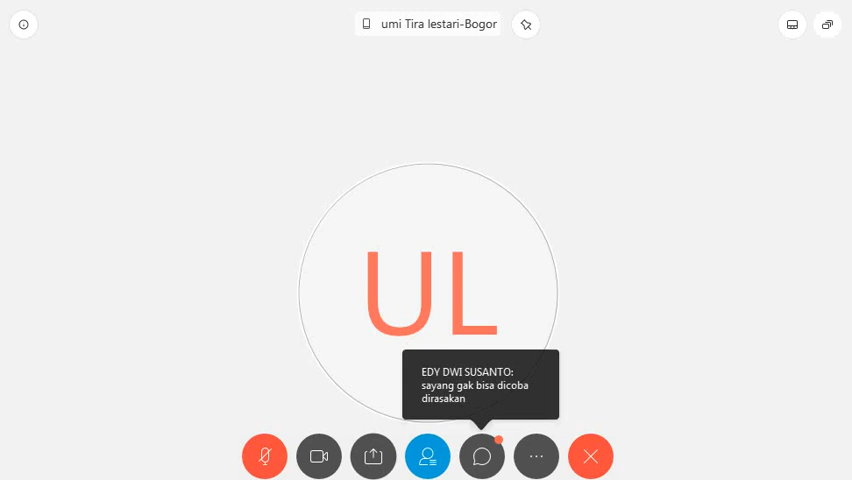 umi Tira lestari-Bogor
UL
EDY DWI SUSANTO:
sayang gak bisa dicoba
dirasakan